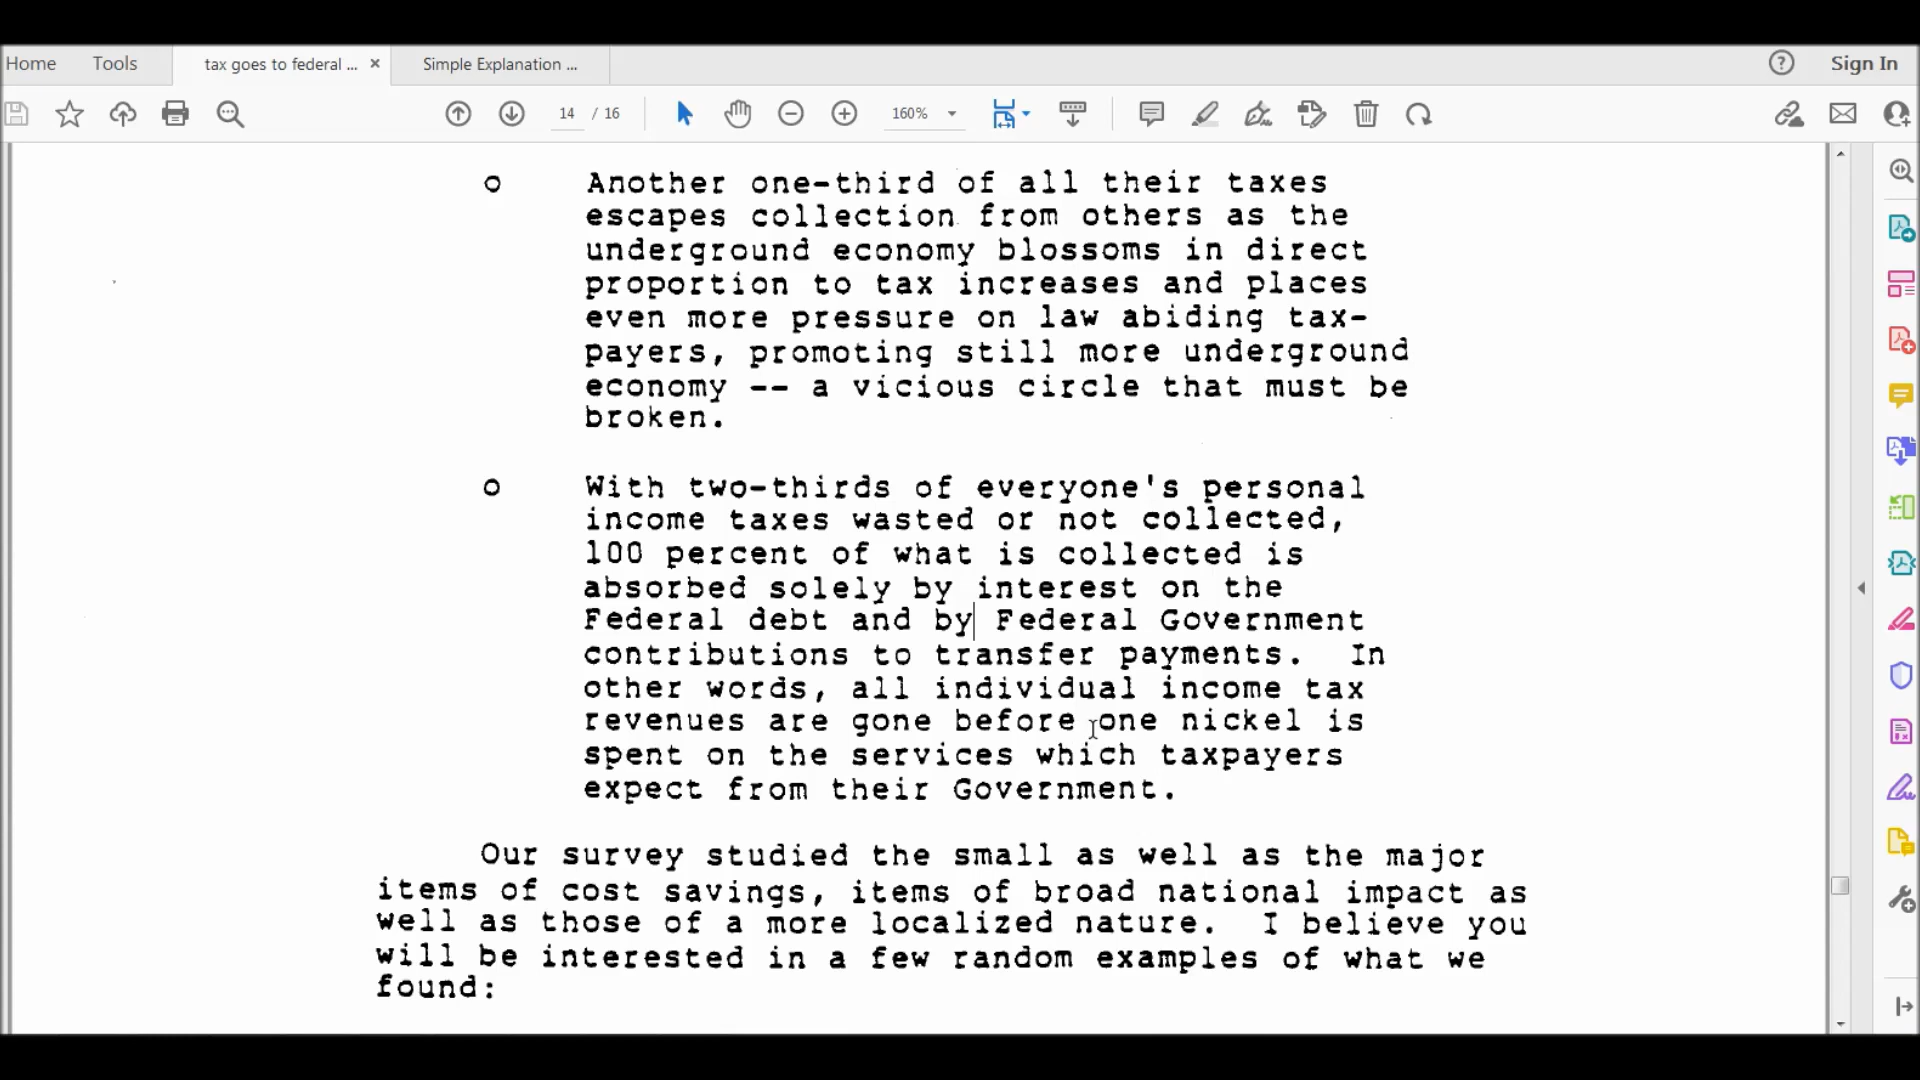 Home Tools tax goes to federal ... × Simple Explanation ... ? Sign In
14 / 16 160%
o Another one-third of all their taxes
escapes collection from others as the
underground economy blossoms in direct
proportion to tax increases and places
even more pressure on law abiding tax-
payers, promoting still more underground
economy -- a vicious circle that must be
broken.
o With two-thirds of everyone's personal
income taxes wasted or not collected,
100 percent of what is collected is
absorbed solely by interest on the
Federal debt and by Federal Government
contributions to transfer payments. In
other words, all individual income tax
revenues are gone before one nickel is
spent on the services which taxpayers
expect from their Government.
Our survey studied the small as well as the major
items of cost savings, items of broad national impact as
well as those of a more localized nature. I believe you
will be interested in a few random examples of what we
found: